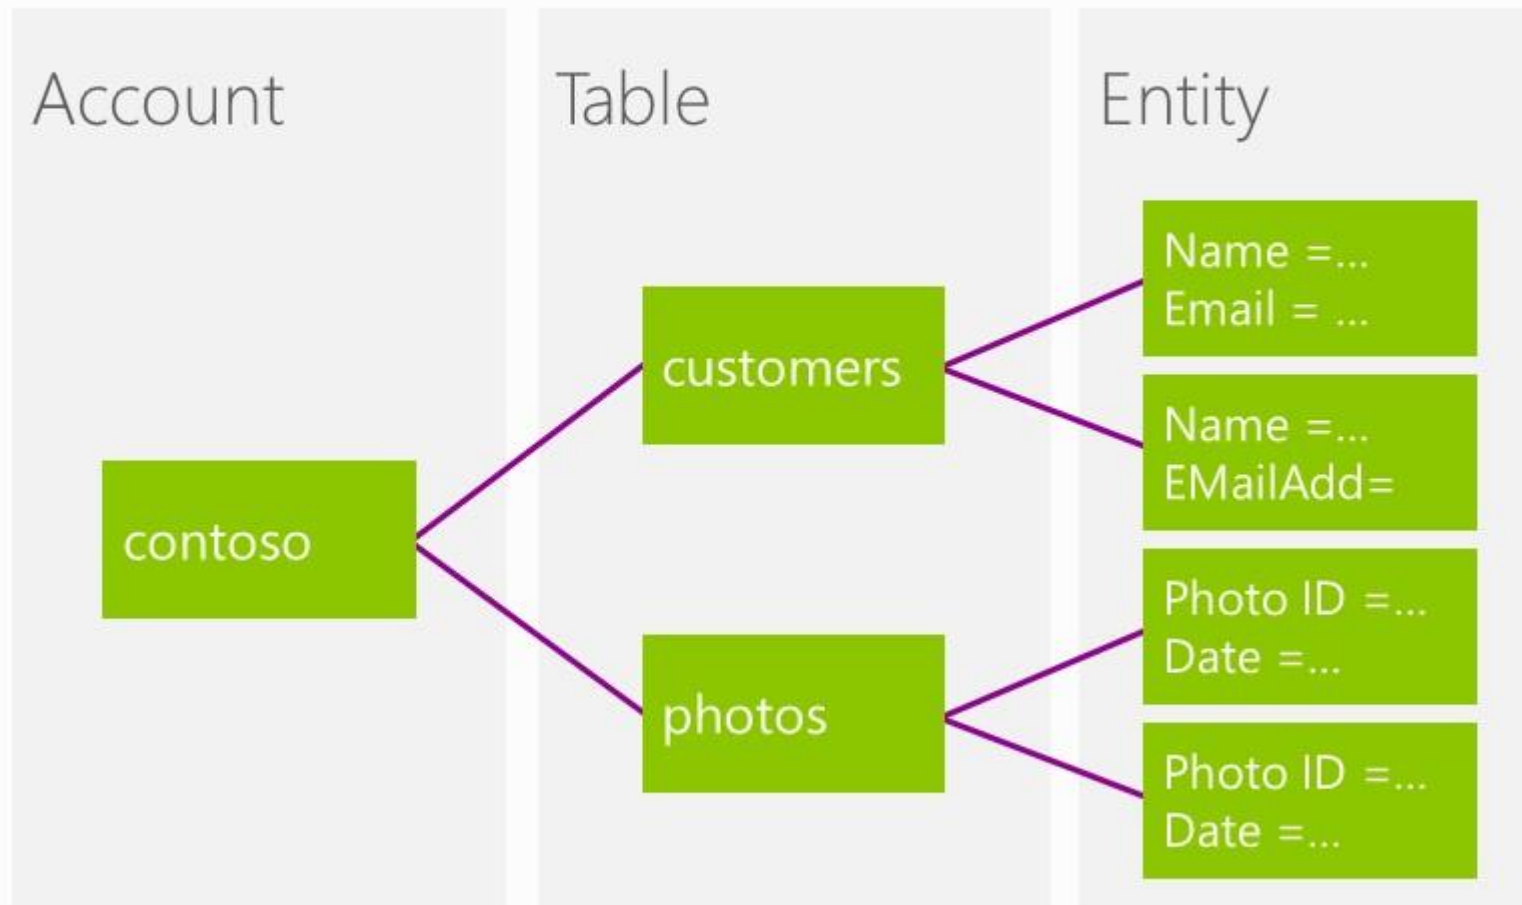 Account
Table
Entity
contoso
customers
photos
Name =...
Email = ...
Name =...
EMailAdd=
Photo ID =...
Date =...
Photo ID =...
Date =...